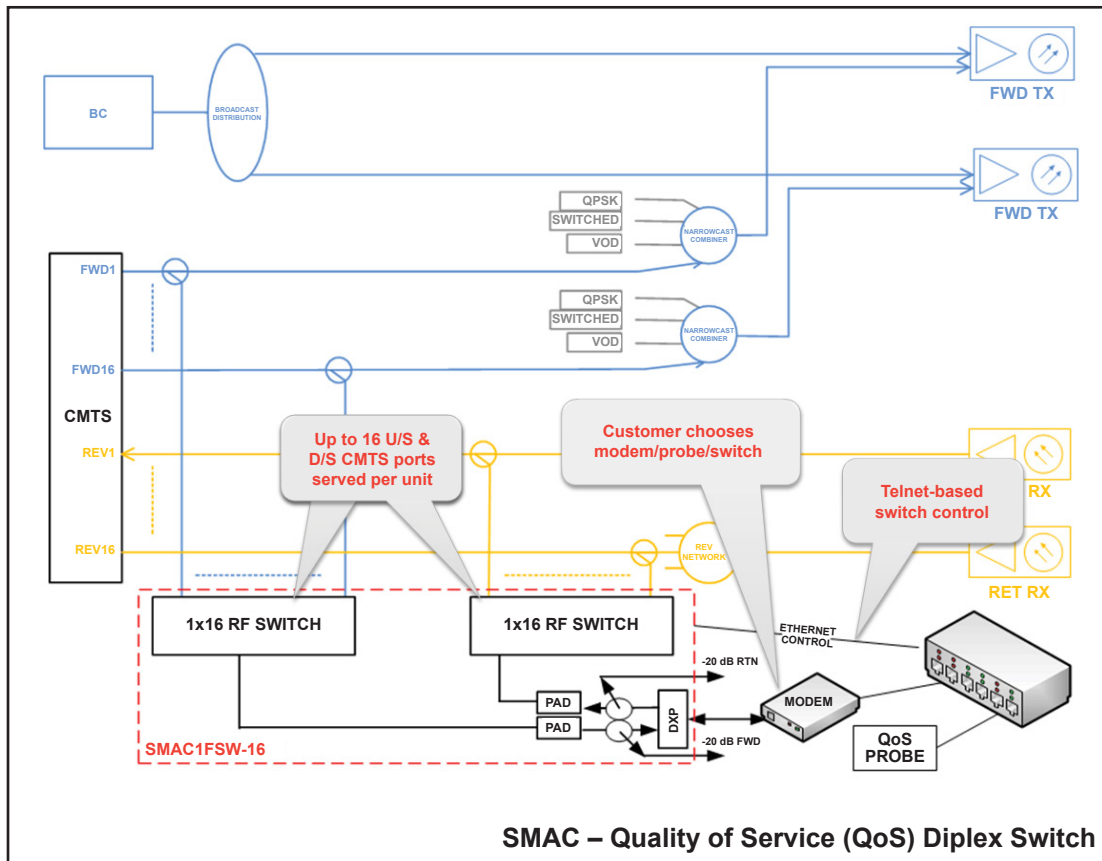 BC
BROADCAST
DISTRIBUTION
FWD TX
FWD TX
QPSK
SWITCHED
VOD
NARROWCAST
COMBINER
QPSK
SWITCHED
VOD
NARROWCAST
COMBINER
FWD1
FWD16
CMTS
REV1
REV16
Up to 16 U/S &
D/S CMTS ports
served per unit
Customer chooses
modem/probe/switch
Telnet-based
switch control
RX
REV
NETWORK
RET RX
1x16 RF SWITCH
1x16 RF SWITCH
ETHERNET
CONTROL
-20 dB RTN
PAD
PAD
DXP
MODEM
-20 dB FWD
SMAC1FSW-16
QoS
PROBE
SMAC – Quality of Service (QoS) Diplex Switch